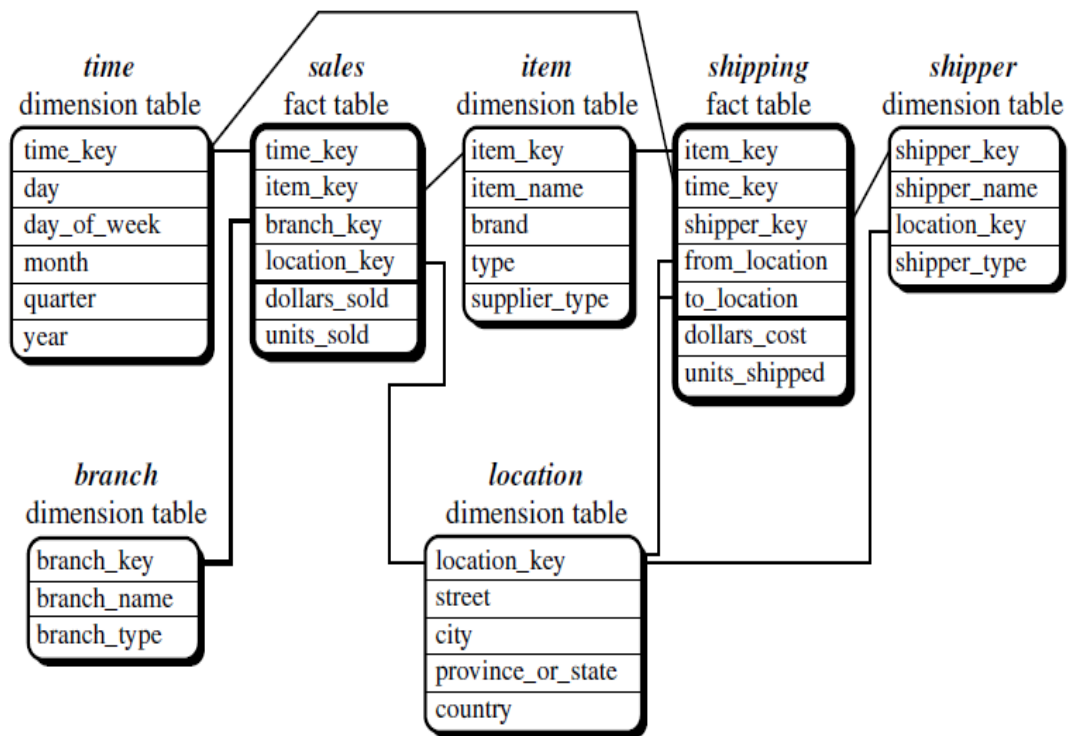 time
dimension table
time_key
day
day_of_week
month
quarter
year
sales
fact table
time_key
item_key
branch_key
location_key
dollars_sold
units_sold
item
dimension table
item_key
item_name
brand
type
supplier_type
shipping
fact table
item_key
time_key
shipper_key
from_location
to_location
dollars_cost
units_shipped
shipper
dimension table
shipper_key
shipper_name
location_key
shipper_type
branch
dimension table
branch_key
branch_name
branch_type
location
dimension table
location_key
street
city
province_or_state
country